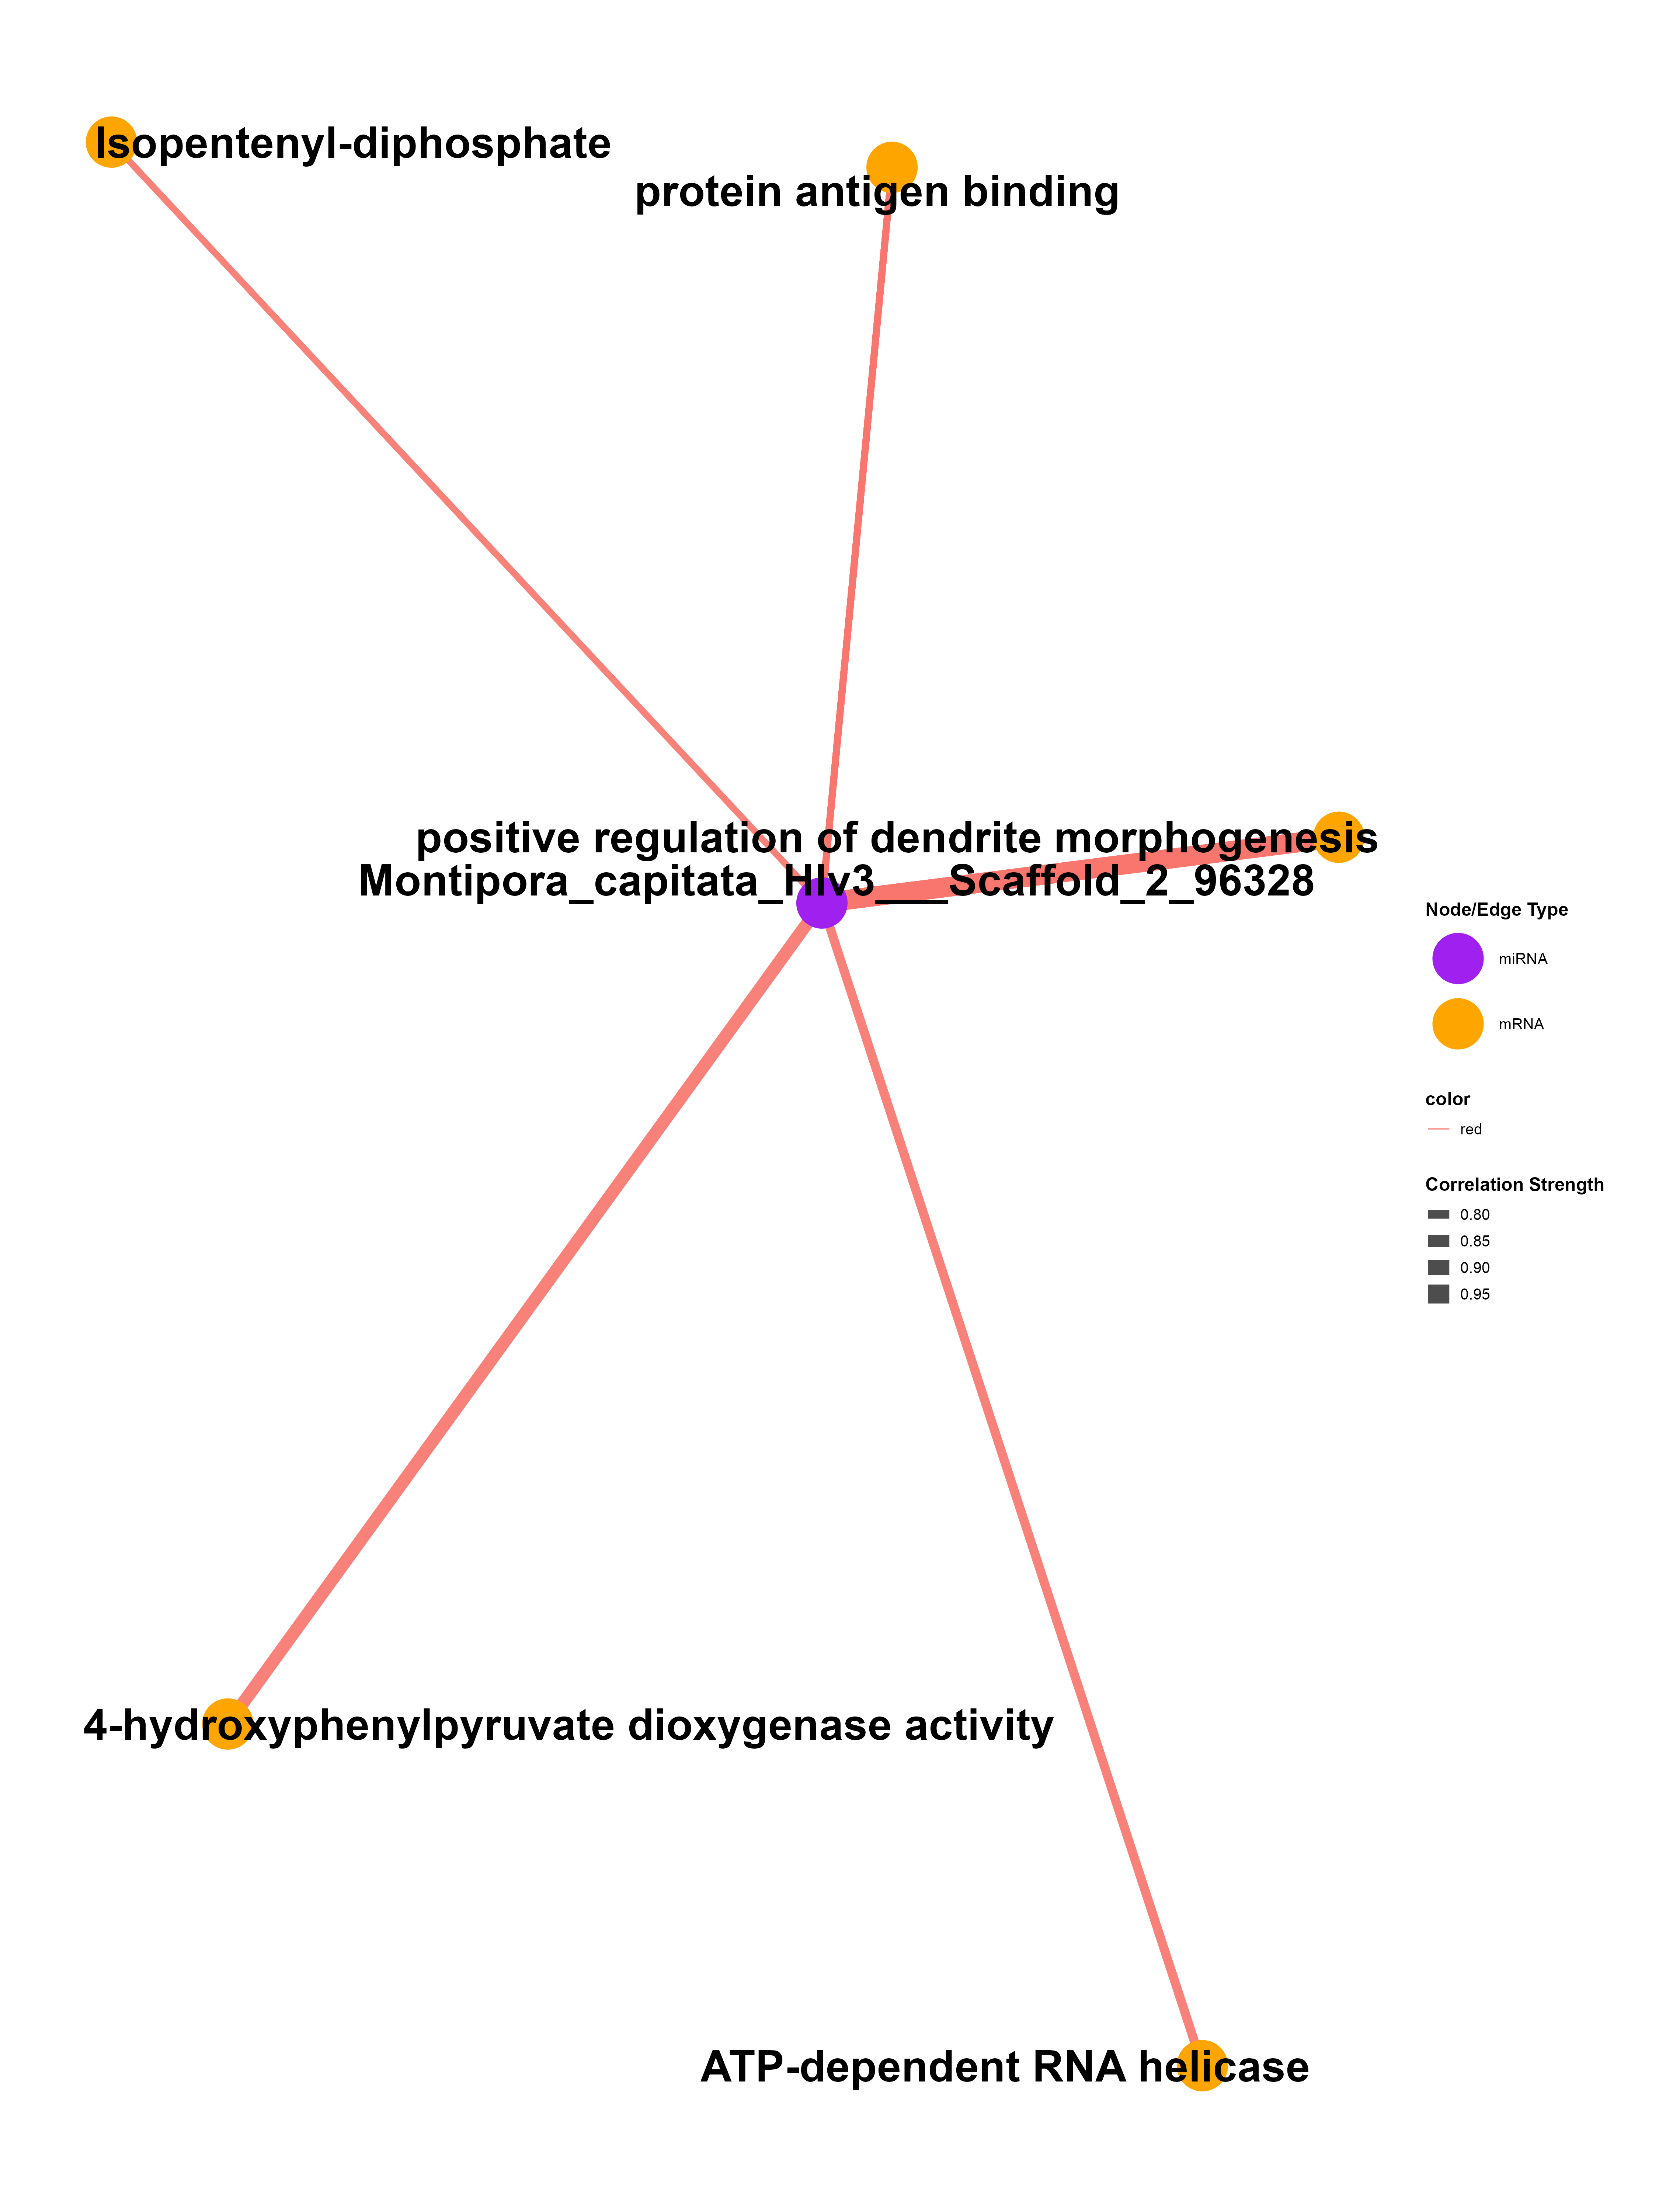 Isopentenyl-diphosphate
protein antigen binding
positive regulation of dendrite morphogenesis
Montipora_capitata_HIv3___Scaffold_2_96328
Node/Edge Type
miRNA
mRNA
color
red
Correlation Strength
0.80
0.85
0.90
0.95
4-hydroxyphenylpyruvate dioxygenase activity
ATP-dependent RNA helicase